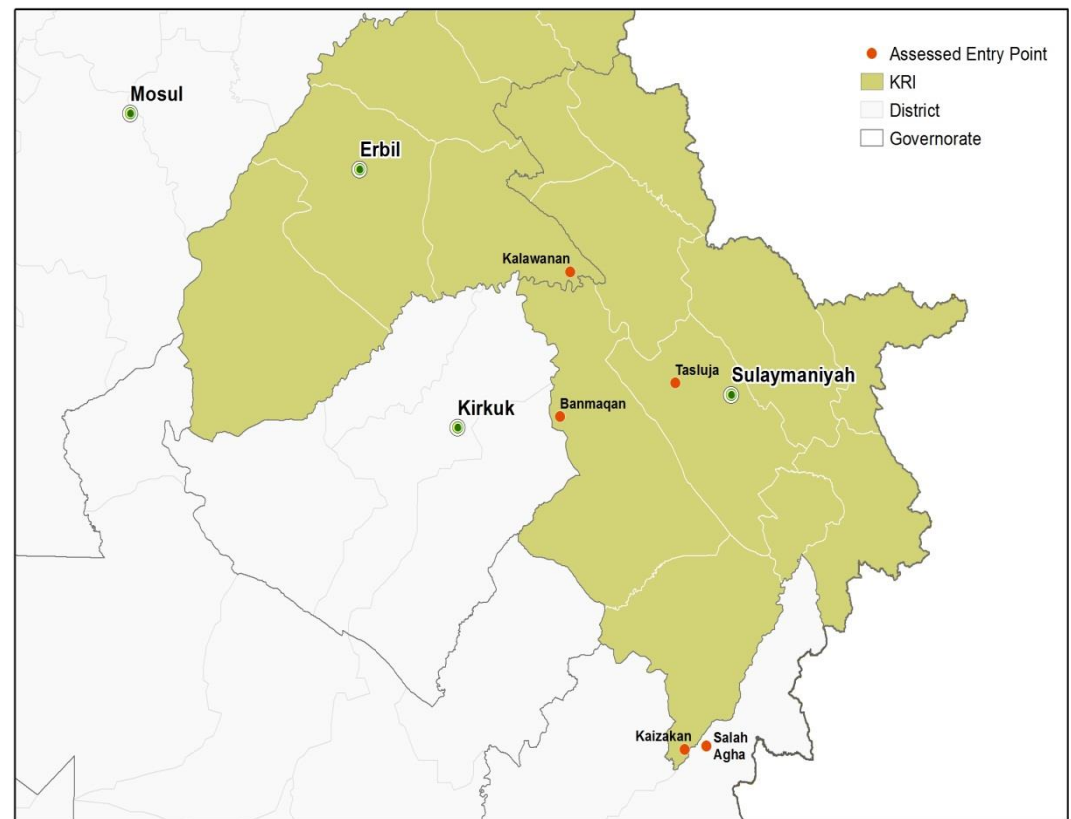 Assessed Entry Point
KRI
District
Governorate
Mosul
Erbil
Kalawanan
Tasluja
Sulaymaniyah
Banmaqan
Kirkuk
Kaizakan
Salah
Agha